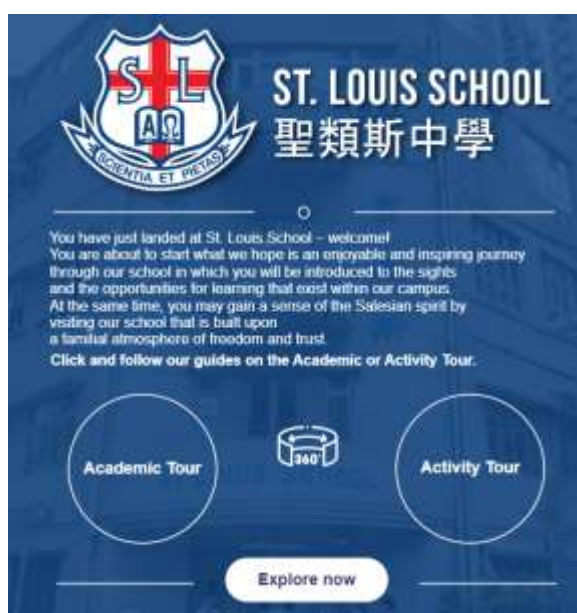 S L
ΑΩ
SCIENTIA ET PIETAS
ST. LOUIS SCHOOL
聖類斯中學
You have just landed at St. Louis School – welcome!
You are about to start what we hope is an enjoyable and inspiring journey
through our school in which you will be introduced to the sights
and the opportunities for learning that exist within our campus.
At the same time, you may gain a sense of the Salesian spirit by
visiting our school that is built upon
a familial atmosphere of freedom and trust.
Click and follow our guides on the Academic or Activity Tour.
Academic Tour
360°
Activity Tour
Explore now